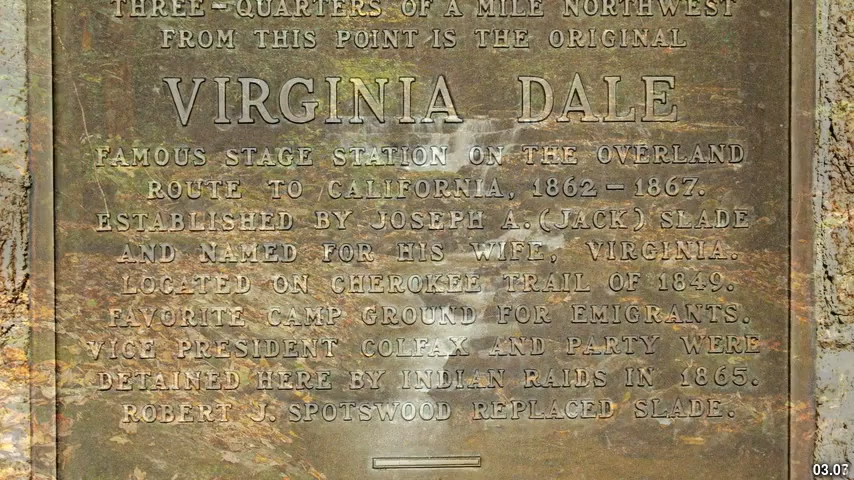 THREE-QUARTERS OF A MILE NORTHWEST
FROM THIS POINT IS THE ORIGINAL
VIRGINIA DALE
FAMOUS STAGE STATION ON THE OVERLAND
ROUTE TO CALIFORNIA, 1862-1867.
ESTABLISHED BY JOSEPH A. (JACK) SLADE
AND NAMED FOR HIS WIFE, VIRGINIA.
LOCATED ON CHEROKEE TRAIL OF 1849.
FAVORITE CAMP GROUND FOR EMIGRANTS.
VICE PRESIDENT COLFAX AND PARTY WERE
DETAINED HERE BY INDIAN RAIDS IN 1865.
ROBERT J. SPOTSWOOD REPLACED SLADE.
03.07